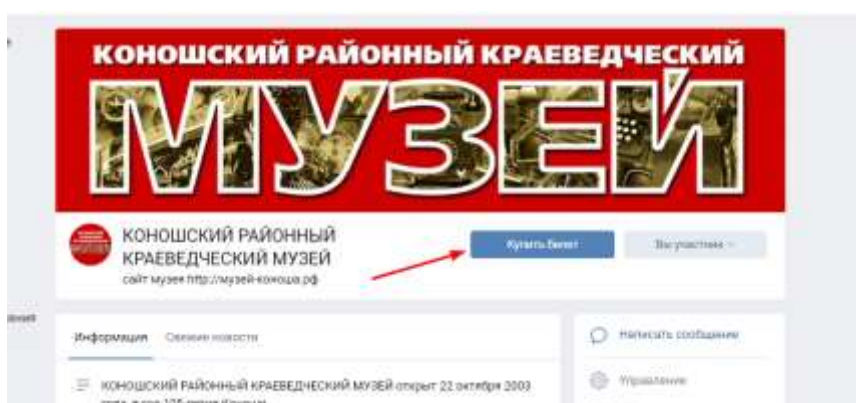 КОНОШСКИЙ РАЙОННЫЙ КРАЕВЕДЧЕСКИЙ
МУЗЕЙ
КОНОШСКИЙ РАЙОННЫЙ
КРАЕВЕДЧЕСКИЙ МУЗЕЙ
сайт музея http://музей-коноша.рф
Купить билет
Вы участник
Информация Свежие новости
Написать сообщение
Управление
КОНОШСКИЙ РАЙОННЫЙ КРАЕВЕДЧЕСКИЙ МУЗЕЙ открыт 22 октября 2003